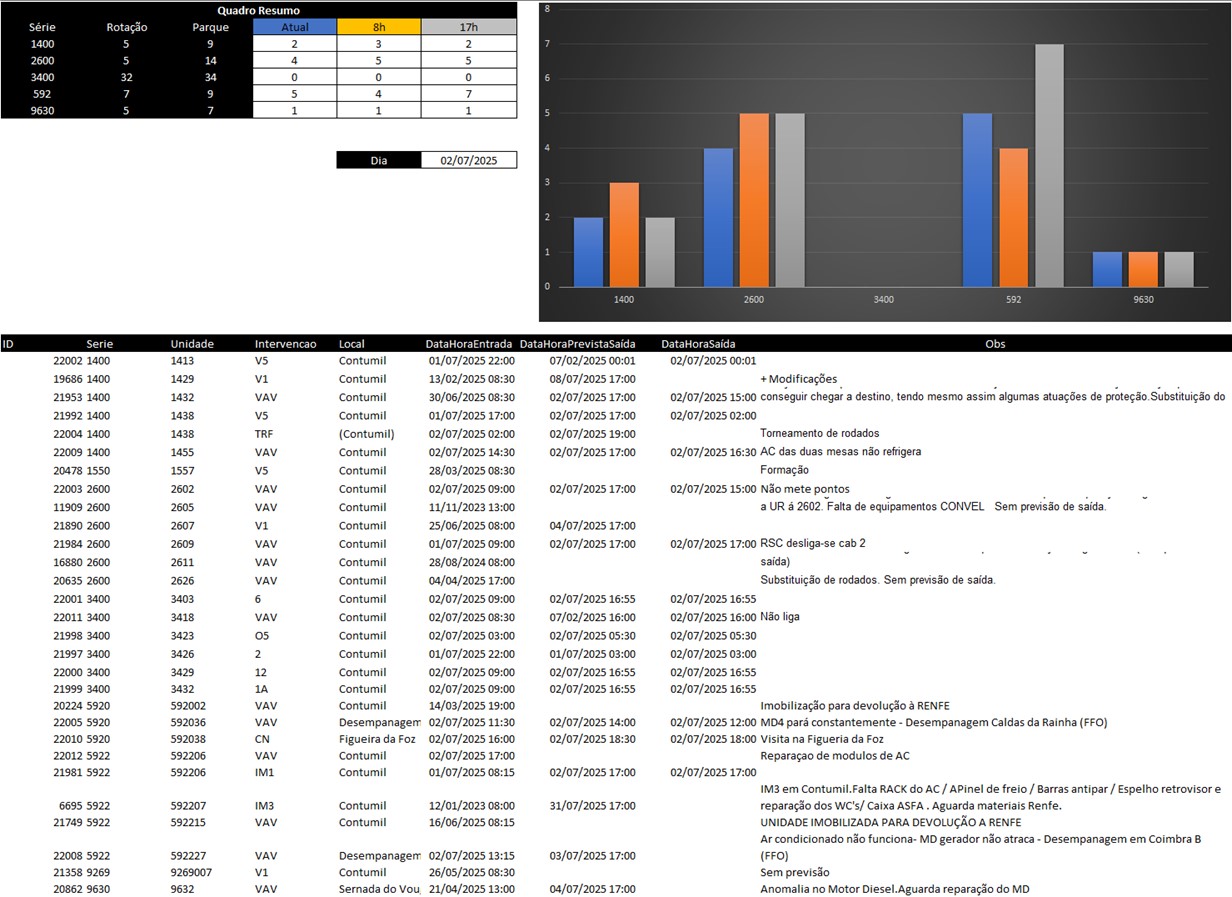 Quadro Resumo
Série Rotação Parque Atual 8h 17h
1400 5 9 2 3 2
2600 5 14 4 5 5
3400 32 34 0 0 0
592 7 9 5 4 7
9630 5 7 1 1 1
Dia 02/07/2025
8
7
6
5
4
3
2
1
0
1400 2600 3400 592 9630
ID Serie Unidade Intervencao Local DataHoraEntrada DataHoraPrevistaSaída DataHoraSaída Obs
22002 1400 1413 V5 Contumil 01/07/2025 22:00 07/02/2025 00:01 02/07/2025 00:01
19686 1400 1429 V1 Contumil 13/02/2025 08:30 08/07/2025 17:00 + Modificações
21953 1400 1432 VAV Contumil 30/06/2025 08:30 02/07/2025 17:00 02/07/2025 15:00 conseguir chegar a destino, tendo mesmo assim algumas atuações de proteção.Substituição do
21992 1400 1438 V5 Contumil 01/07/2025 17:00 02/07/2025 17:00 02/07/2025 02:00
22004 1400 1438 TRF (Contumil) 02/07/2025 02:00 02/07/2025 19:00 Torneamento de rodados
22009 1400 1455 VAV Contumil 02/07/2025 14:30 02/07/2025 17:00 02/07/2025 16:30 AC das duas mesas não refrigera
20478 1550 1557 V5 Contumil 28/03/2025 08:30 Formação
22003 2600 2602 VAV Contumil 02/07/2025 09:00 02/07/2025 17:00 02/07/2025 15:00 Não mete pontos
11909 2600 2605 VAV Contumil 11/11/2023 13:00 a UR á 2602. Falta de equipamentos CONVEL Sem previsão de saída.
21890 2600 2607 V1 Contumil 25/06/2025 08:00 04/07/2025 17:00
21984 2600 2609 VAV Contumil 01/07/2025 09:00 02/07/2025 17:00 02/07/2025 17:00 RSC desliga-se cab 2
16880 2600 2611 VAV Contumil 28/08/2024 08:00 saída)
20635 2600 2626 VAV Contumil 04/04/2025 17:00 Substituição de rodados. Sem previsão de saída.
22001 3400 3403 6 Contumil 02/07/2025 09:00 02/07/2025 16:55 02/07/2025 16:55
22011 3400 3418 VAV Contumil 02/07/2025 08:30 07/02/2025 16:00 02/07/2025 16:00 Não liga
21998 3400 3423 O5 Contumil 02/07/2025 03:00 02/07/2025 05:30 02/07/2025 05:30
21997 3400 3426 2 Contumil 01/07/2025 22:00 01/07/2025 03:00 02/07/2025 03:00
22000 3400 3429 12 Contumil 02/07/2025 09:00 02/07/2025 16:55 02/07/2025 16:55
21999 3400 3432 1A Contumil 02/07/2025 09:00 02/07/2025 16:55 02/07/2025 16:55
20224 5920 592002 VAV Contumil 14/03/2025 19:00 Imobilização para devolução à RENFE
22005 5920 592036 VAV Desempanagem 02/07/2025 11:30 02/07/2025 14:00 02/07/2025 12:00 MD4 pará constantemente - Desempanagem Caldas da Rainha (FFO)
22010 5920 592038 CN Figueira da Foz 02/07/2025 16:00 02/07/2025 18:30 02/07/2025 18:00 Visita na Figueria da Foz
22012 5922 592206 VAV Contumil 02/07/2025 17:00 Reparaçao de modulos de AC
21981 5922 592206 IM1 Contumil 01/07/2025 08:15 02/07/2025 17:00 02/07/2025 17:00
IM3 em Contumil.Falta RACK do AC / APinel de freio / Barras antipar / Espelho retrovisor e
6695 5922 592207 IM3 Contumil 12/01/2023 08:00 31/07/2025 17:00 reparação dos WC's/ Caixa ASFA . Aguarda materiais Renfe.
21749 5922 592215 VAV Contumil 16/06/2025 08:15 UNIDADE IMOBILIZADA PARA DEVOLUÇÃO A RENFE
Ar condicionado não funciona- MD gerador não atraca - Desempanagem em Coimbra B
22008 5922 592227 VAV Desempanagem 02/07/2025 13:15 03/07/2025 17:00 (FFO)
21358 9269 9269007 V1 Contumil 26/05/2025 08:30 Sem previsão
20862 9630 9632 VAV Sernada do Vou 21/04/2025 13:00 04/07/2025 17:00 Anomalia no Motor Diesel.Aguarda reparação do MD